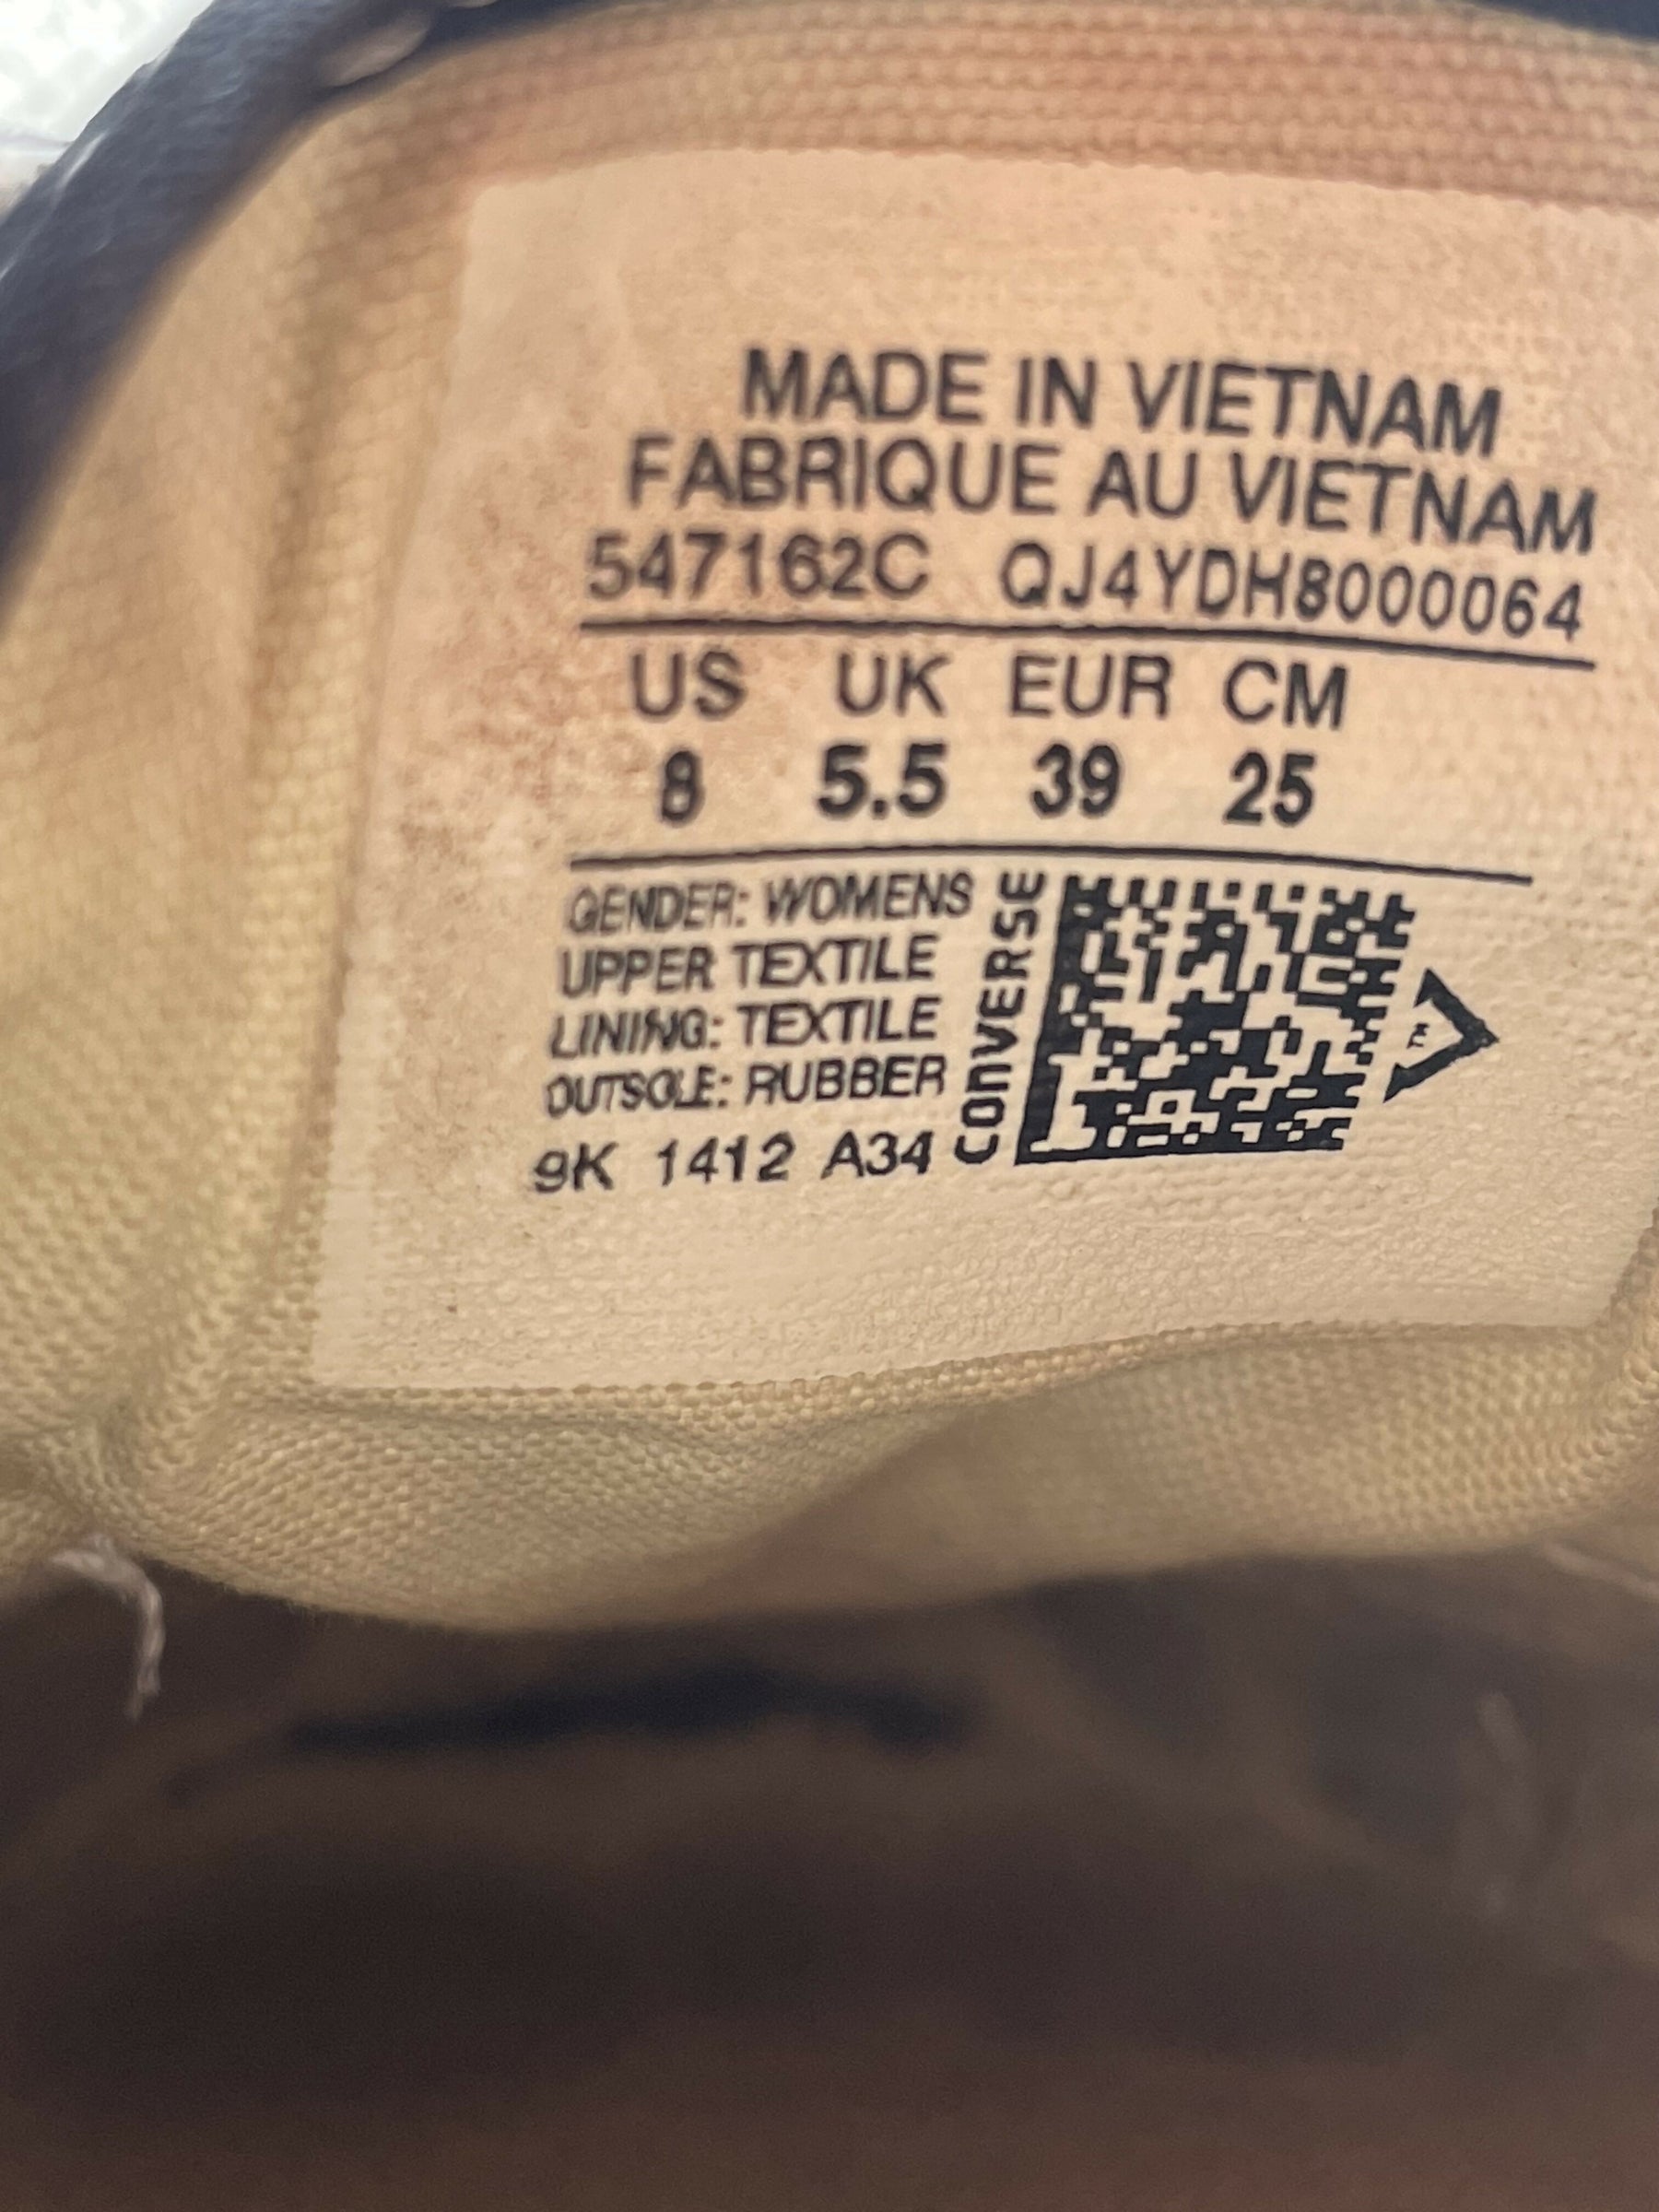 MADE IN VIETNAM
FABRIQUE AU VIETNAM
547162C QJ4YDH8000064
US UK EUR CM
8 5.5 39 25
GENDER: WOMENS
UPPER TEXTILE
LINING: TEXTILE
OUTSOLE: RUBBER
9K 1412 A34
CONVERSE